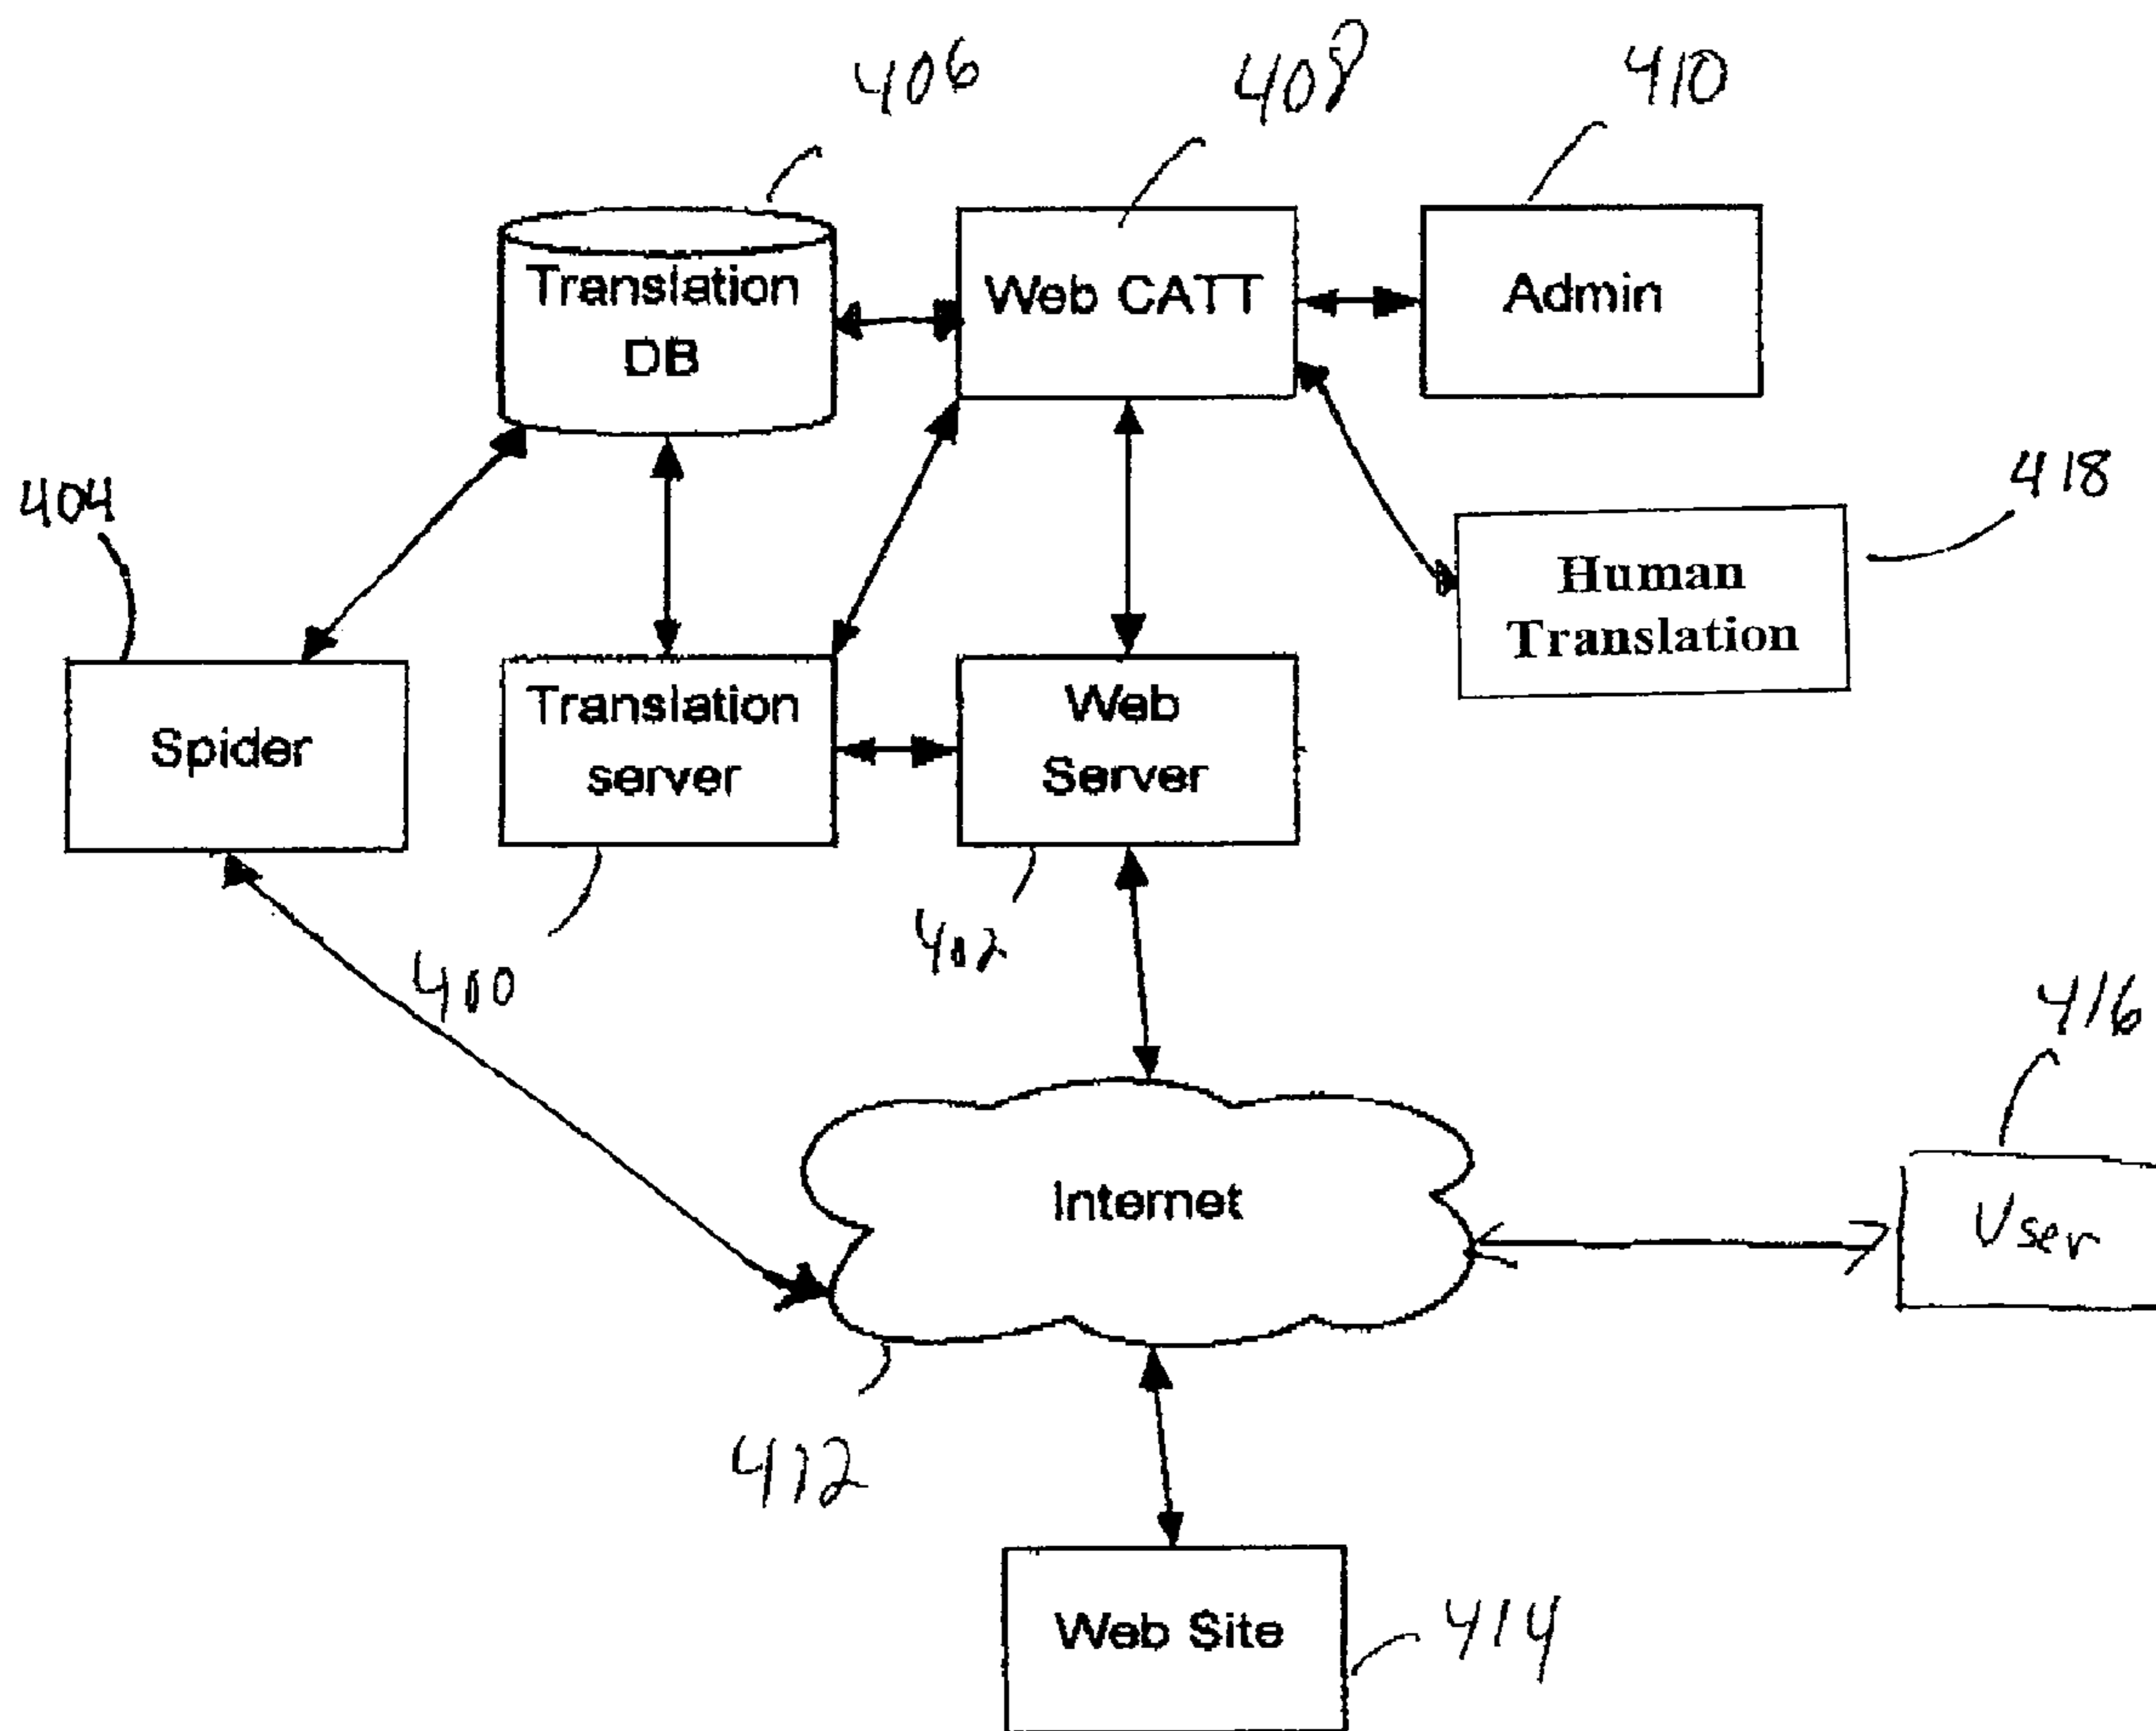 406
408
410
Translation
DB
Web CATT
Admin
404
418
Human
Translation
Spider
Translation
server
Web
Server
400
402
416
Internet
User
412
Web Site
414